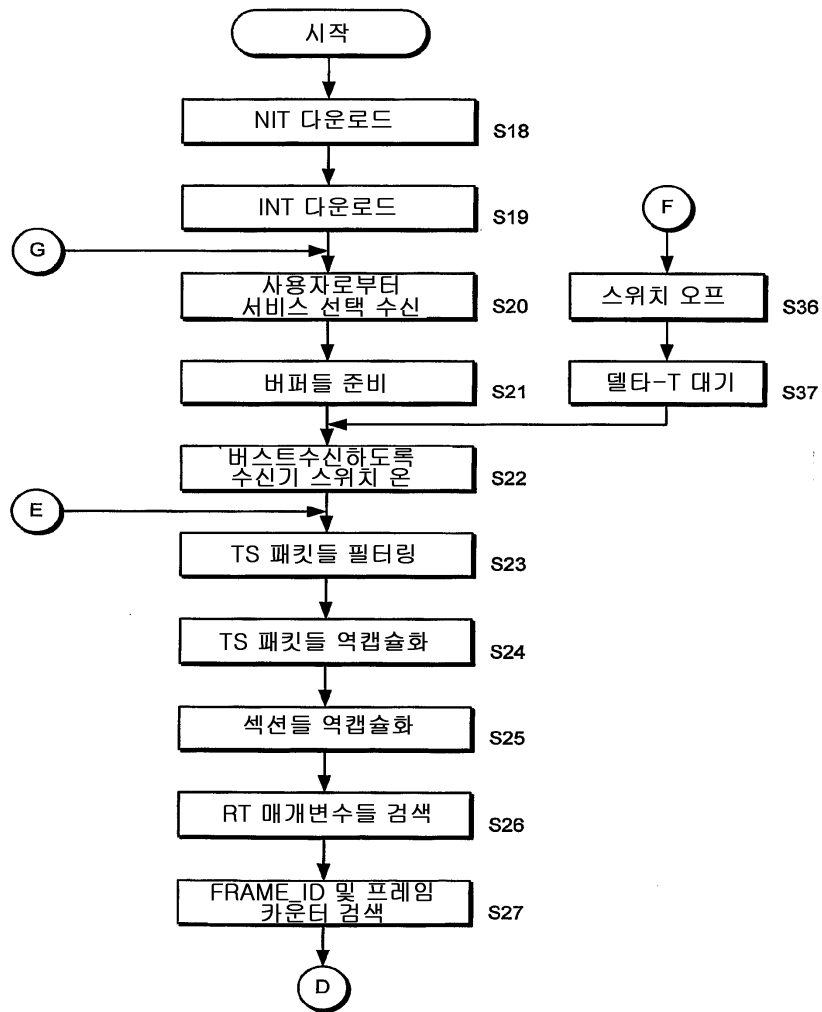 시작
NIT 다운로드
S18
INT 다운로드
S19
F
G
사용자로부터
서비스 선택 수신
S20
스위치 오프
S36
버퍼들 준비
S21
델타-T 대기
S37
버스트수신하도록
수신기 스위치 온
S22
E
TS 패킷들 필터링
S23
TS 패킷들 역캡슐화
S24
섹션들 역캡슐화
S25
RT 매개변수들 검색
S26
FRAME_ID 및 프레임
카운터 검색
S27
D